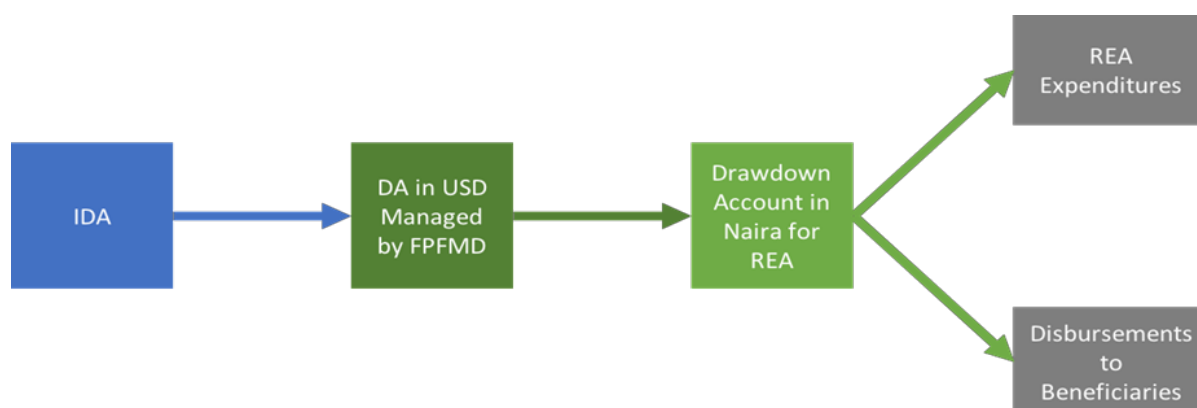 IDA
DA in USD
Managed
by FPFMD
Drawdown
Account in
Naira for
REA
REA
Expenditures
Disbursements
to
Beneficiaries